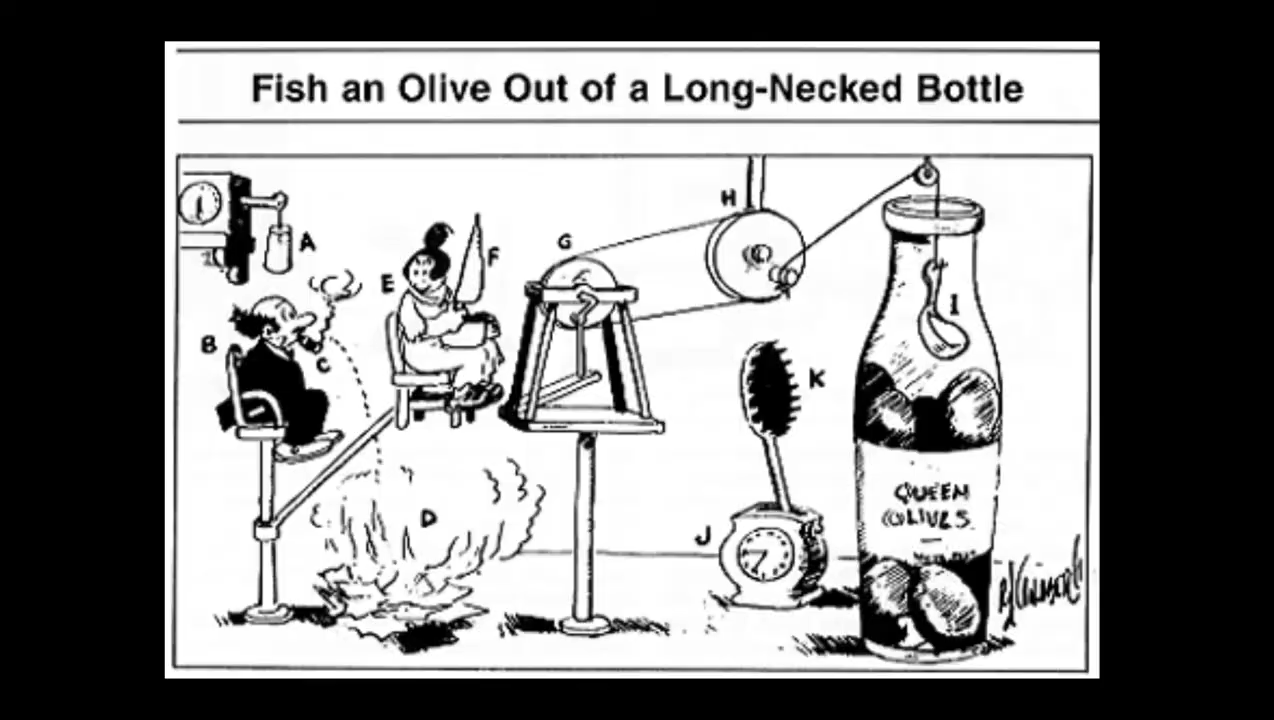 Fish an Olive Out of a Long-Necked Bottle
A
B
C
D
E
F
G
H
I
J
K
QUEEN
OLIVES